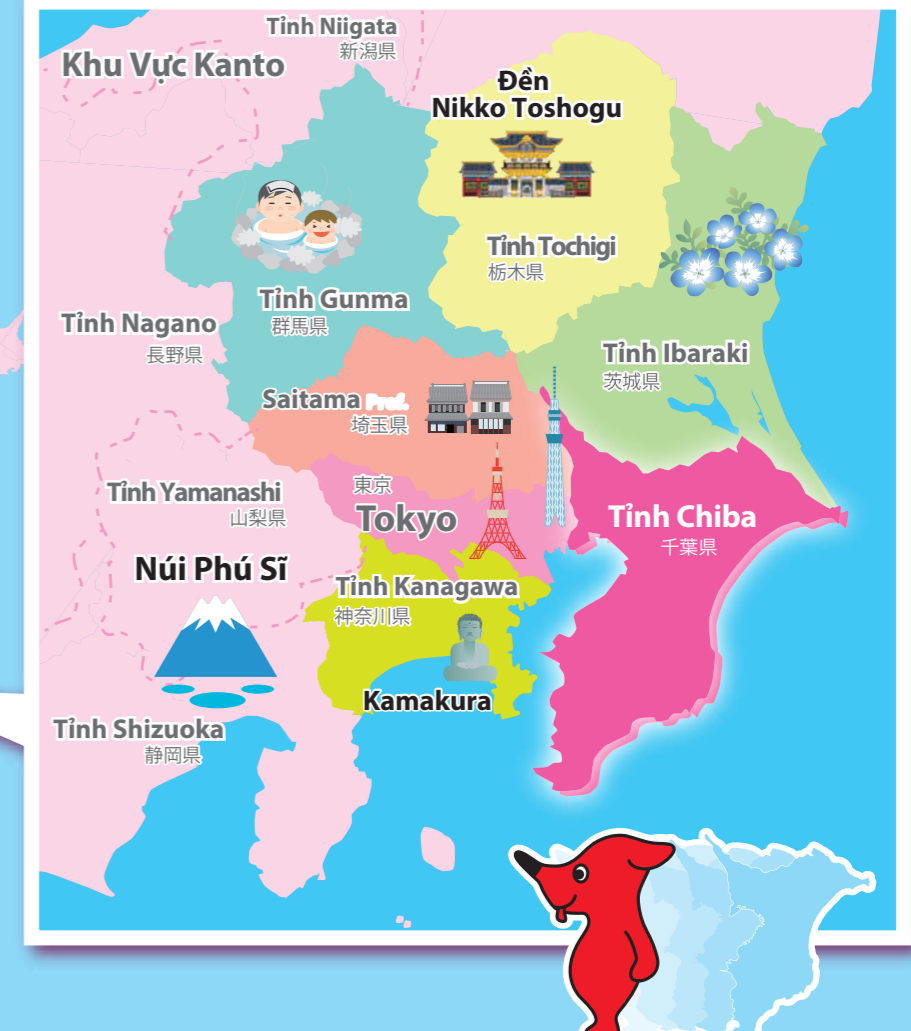 Tỉnh Niigata
新潟県
Khu Vực Kanto
Đền
Nikko Toshogu
Tỉnh Tochigi
栃木県
Tỉnh Gunma
群馬県
Tỉnh Nagano
長野県
Tỉnh Ibaraki
茨城県
Saitama Pref.
埼玉県
Tỉnh Yamanashi
山梨県
東京
Tokyo
Tỉnh Chiba
千葉県
Núi Phú Sĩ
Tỉnh Kanagawa
神奈川県
Kamakura
Tỉnh Shizuoka
静岡県